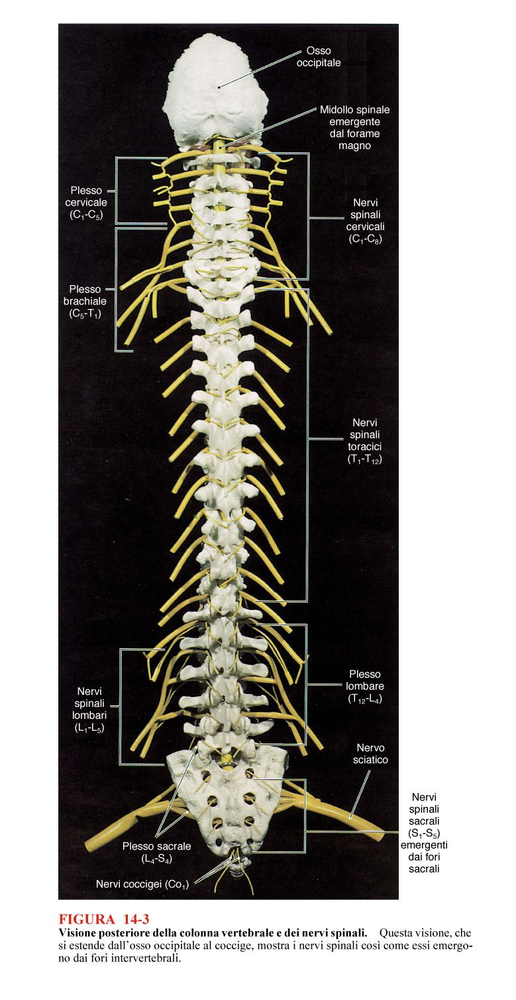 Osso
occipitale
Midollo spinale
emergente
dal forame
magno
Plesso
cervicale
(C1-C5)
Nervi
spinali
cervicali
(C1-C8)
Plesso
brachiale
(C5-T1)
Nervi
spinali
toracici
(T1-T12)
Plesso
lombare
(T12-L4)
Nervi
spinali
lombari
(L1-L5)
Nervo
sciatico
Nervi
spinali
sacrali
(S1-S5)
emergenti
dai fori
sacrali
Plesso sacrale
(L4-S4)
Nervi coccigei (Co1)
FIGURA 14-3
Visione posteriore della colonna vertebrale e dei nervi spinali. Questa visione, che
si estende dall'osso occipitale al coccige, mostra i nervi spinali così come essi emergo-
no dai fori intervertebrali.